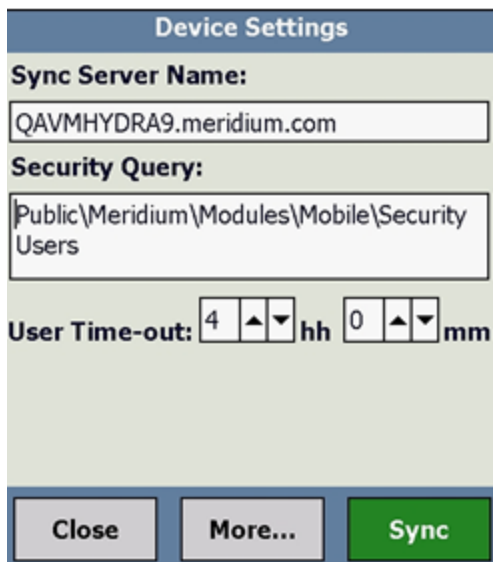 Device Settings
Sync Server Name:
QAVMHYDRA9.meridium.com
Security Query:
Public\Meridium\Modules\Mobile\Security
Users
User Time-out: 4 hh 0 mm
Close More... Sync